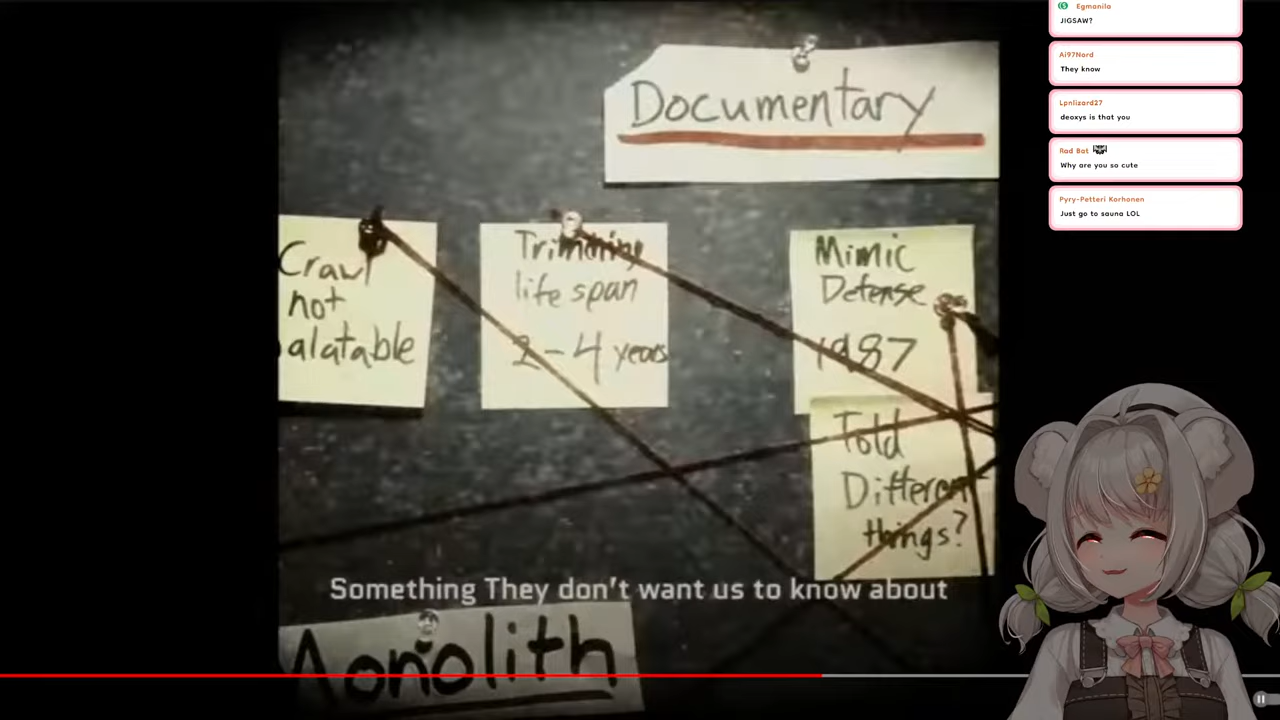 Documentary
Crawl
not
alatable
Trimming
life span
2-4 years
Mimic
Defense
1987
Told
Different
things?
Something They don't want us to know about
Monolith
Egmanila
JIGSAW?
Ai97Nord
They know
Lpnlizard27
deoxys is that you
Rad Bat
Why are you so cute
Pyry-Petteri Korhonen
Just go to sauna LOL